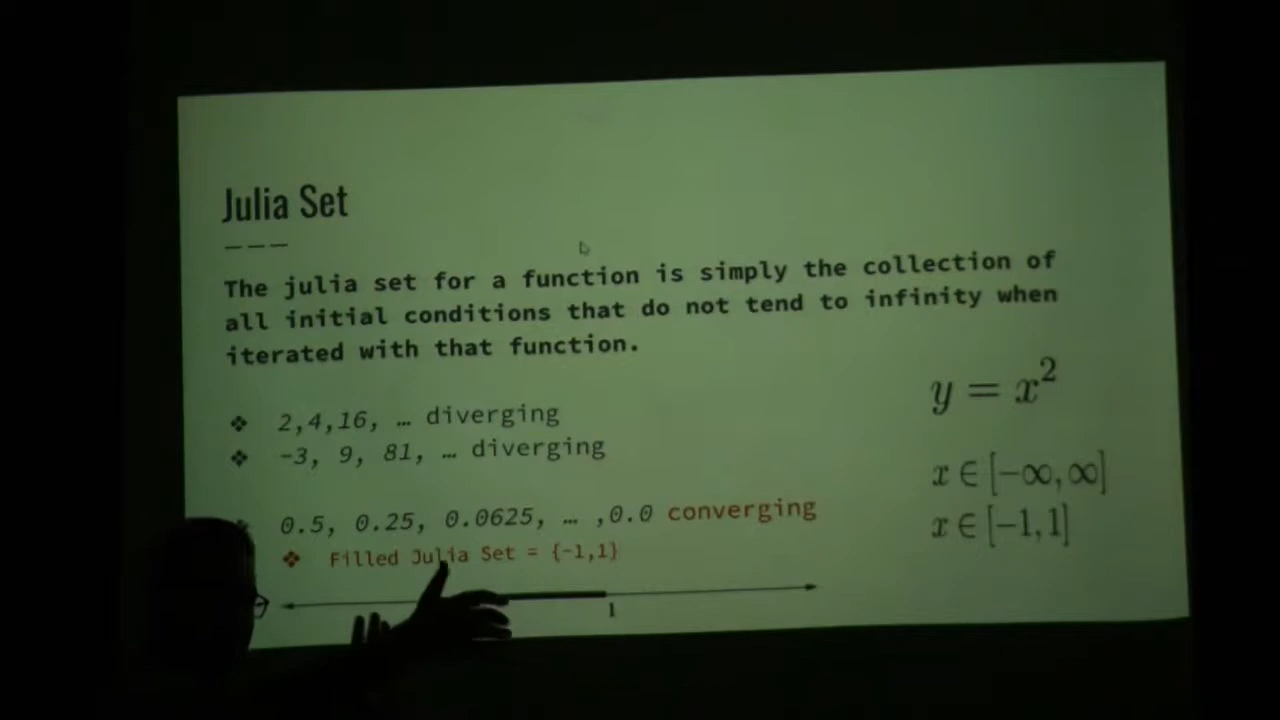 Julia Set
The julia set for a function is simply the collection of
all initial conditions that do not tend to infinity when
iterated with that function.
❖ 2,4,16, … diverging
❖ -3, 9, 81, … diverging
0.5, 0.25, 0.0625, … ,0.0 converging
❖ Filled Julia Set = {-1,1}
1
y = x²
x ∈ [−∞, ∞]
x ∈ [−1, 1]